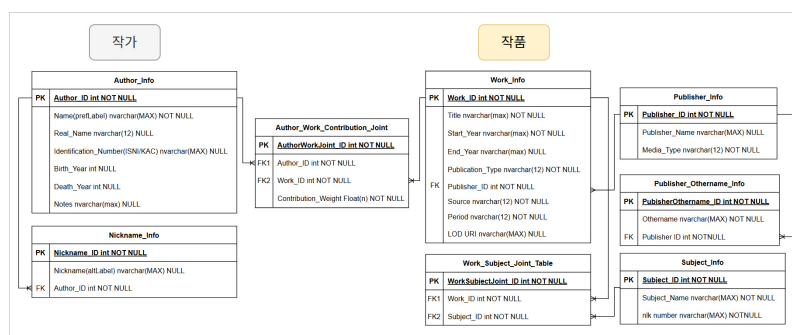 작가
작품
Author_Info
PK Author_ID int NOT NULL
Name(prefLabel) nvarchar(MAX) NOT NULL
Real_Name nvarchar(12) NULL
Identification_Number(ISNI/KAC) nvarchar(MAX) NULL
Birth_Year int NULL
Death_Year int NULL
Notes nvarchar(max) NULL
Nickname_Info
PK Nickname_ID int NOT NULL
Nickname(altLabel) nvarchar(MAX) NULL
FK Author_ID int NOT NULL
Author_Work_Contribution_Joint
PK AuthorWorkJoint_ID int NOT NULL
FK1 Author_ID int NOT NULL
FK2 Work_ID int NOT NULL
Contribution_Weight Float(n) NOT NULL
Work_Info
PK Work_ID int NOT NULL
Title nvarchar(max) NOT NULL
Start_Year nvarchar(max) NOT NULL
End_Year nvarchar(max) NULL
Publication_Type nvarchar(12) NOT NULL
FK Publisher_ID int NOT NULL
Source nvarchar(12) NOT NULL
Period nvarchar(12) NOT NULL
LOD URI nvarchar(MAX) NULL
Work_Subject_Joint_Table
PK WorkSubjectJoint_ID int NOT NULL
FK1 Work_ID int NOT NULL
FK2 Subject_ID int NOT NULL
Publisher_Info
PK Publisher_ID int NOT NULL
Publisher_Name nvarchar(MAX) NULL
Media_Type nvarchar(12) NOT NULL
Publisher_Othername_Info
PK PubisherOthername_ID int NOT NULL
Othername nvarchar(MAX) NOT NULL
FK Publisher ID int NOTNULL
Subject_Info
PK Subject_ID int NOT NULL
Subject_Name nvarchar(MAX) NOT NULL
nlk number nvarchar(MAX) NOTNULL